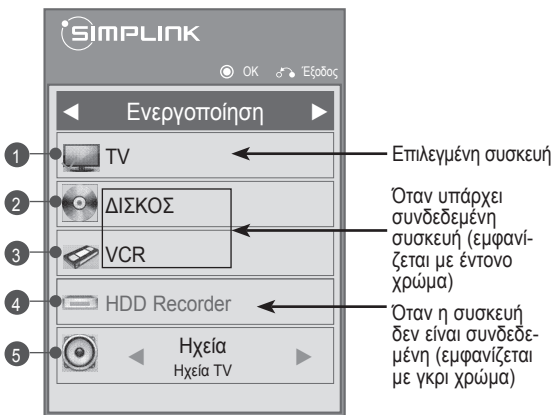 SIMPLINK
OK Έξοδος
Ενεργοποίηση
1 TV
Επιλεγμένη συσκευή
2 ΔΙΣΚΟΣ
3 VCR
Όταν υπάρχει
συνδεδεμένη
συσκευή (εμφανί-
ζεται με έντονο
χρώμα)
4 HDD Recorder
Όταν η συσκευή
δεν είναι συνδεδε-
μένη (εμφανίζεται
με γκρι χρώμα)
5 Ηχεία
Ηχεία TV